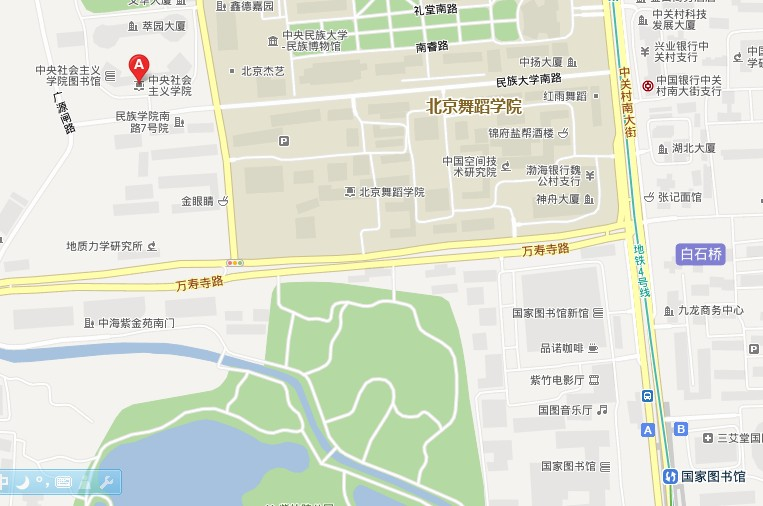 萃园大厦
鑫德嘉园
礼堂南路
中央民族大学
-民族博物馆
南睿路
中关村科技
发展大厦
兴业银行中
关村支行
中央社会主义
学院图书馆
A
中央社会
主义学院
北京杰艺
中扬大厦
民族大学南路
中国银行中关
村南大街支行
中关村南大街
广源闸路
民族学院南
路7号院
P
北京舞蹈学院
红雨舞蹈
锦府盐帮酒楼
湖北大厦
中国空间技
术研究院
渤海银行魏
公村支行
神舟大厦
张记面馆
金眼睛
北京舞蹈学院
地质力学研究所
万寿寺路
万寿寺路
白石桥
地铁4号线
中海紫金苑南门
国家图书馆新馆
九龙商务中心
品诺咖啡
P
紫竹电影厅
国图音乐厅
A
B
三艾堂国
国家图书馆
国家图书馆
中